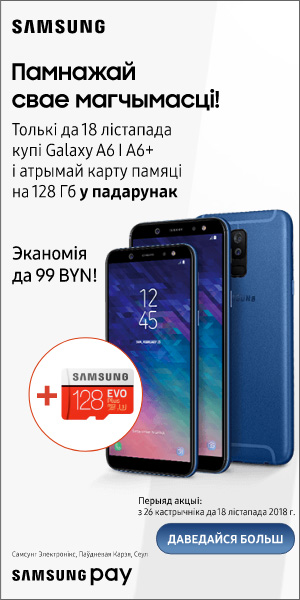 SAMSUNG
Памнажай
свае магчымасці!
Толькі да 18 лістапада
купі Galaxy A6 I A6+
і атрымай карту памяці
на 128 Гб у падарунак
Эканомія
да 99 BYN!
12
45
SAMSUNG
+
SAMSUNG
128 EVO
Plus
Перыяд акцыі:
з 26 кастрычніка да 18 лістапада 2018 г.
ДАВЕДАЙСЯ БОЛЬШ
Самсунг Электронікс, Паўднёвая Карэя, Сеул
SAMSUNG pay